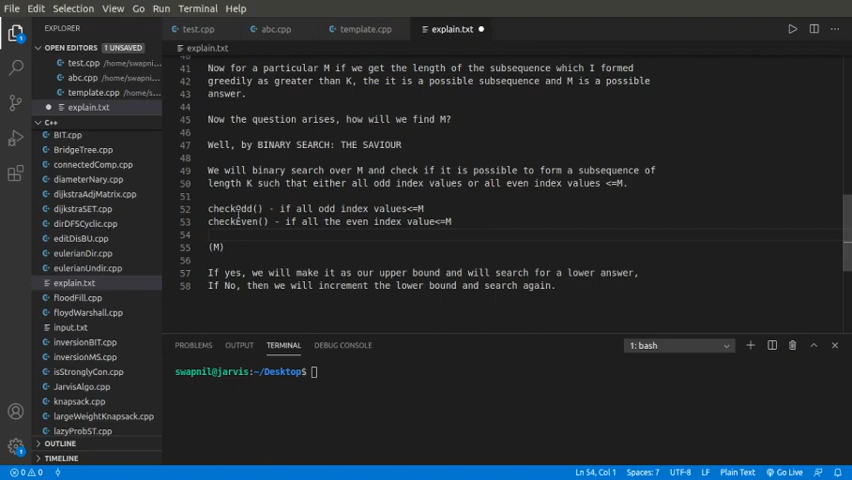 File Edit Selection View Go Run Terminal Help
EXPLORER
test.cpp abc.cpp template.cpp explain.txt
OPEN EDITORS 1 UNSAVED
explain.txt
test.cpp /home/swapni...
abc.cpp /home/swapni...
template.cpp /home/s...
explain.txt
C++
BIT.cpp
BridgeTree.cpp
connectedComp.cpp
diameterNary.cpp
dijkstraAdjMatrix.cpp
dijkstraSET.cpp
dirDFSCyclic.cpp
editDisBU.cpp
eulerianDir.cpp
eulerianUndir.cpp
explain.txt
floodFill.cpp
floydWarshall.cpp
input.txt
inversionBIT.cpp
inversionMS.cpp
isStronglyCon.cpp
JarvisAlgo.cpp
knapsack.cpp
largeWeightKnapsack.cpp
lazyProbST.cpp
OUTLINE
TIMELINE
41 Now for a particular M if we get the length of the subsequence which I formed
42 greedily as greater than K, the it is a possible subsequence and M is a possible
43 answer.
44
45 Now the question arises, how will we find M?
46
47 Well, by BINARY SEARCH: THE SAVIOUR
48
49 We will binary search over M and check if it is possible to form a subsequence of
50 length K such that either all odd index values or all even index values <=M.
51
52 checkOdd() - if all odd index values<=M
53 checkEven() - if all the even index value<=M
54
55 (M)
56
57 If yes, we will make it as our upper bound and will search for a lower answer,
58 If No, then we will increment the lower bound and search again.
PROBLEMS OUTPUT TERMINAL DEBUG CONSOLE 1: bash
swapnil@jarvis:~/Desktop$
0 0 Ln 54, Col 1 Spaces: 7 UTF-8 LF Plain Text Go Live